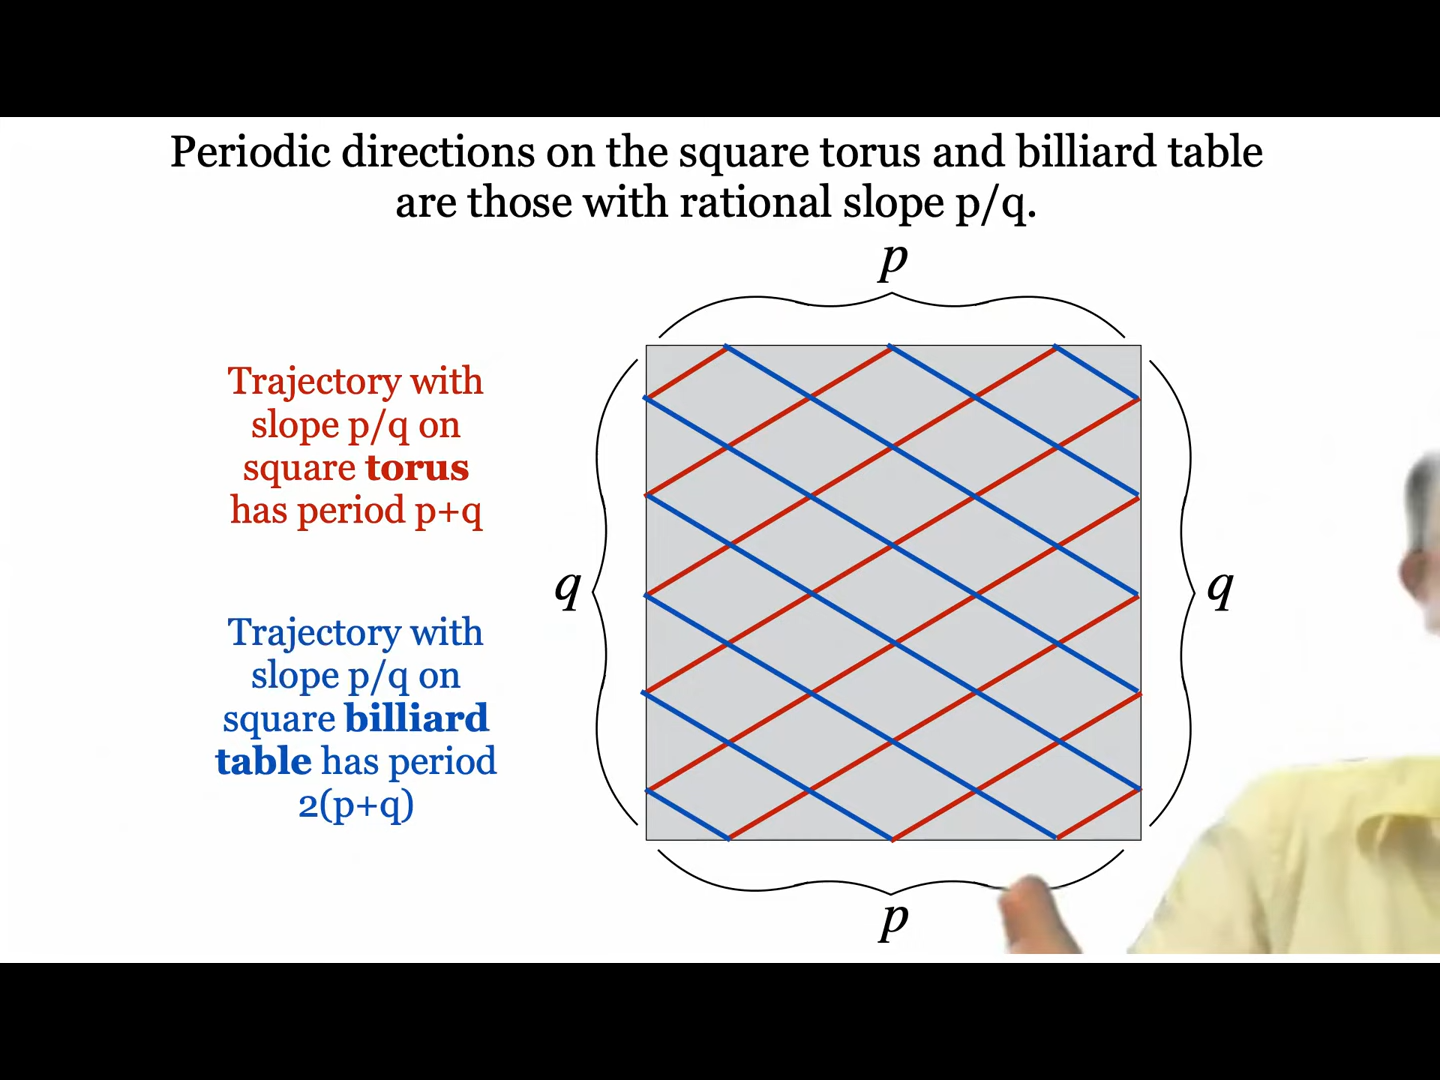 Periodic directions on the square torus and billiard table
are those with rational slope p/q.
p
Trajectory with
slope p/q on
square torus
has period p+q
q
q
Trajectory with
slope p/q on
square billiard
table has period
2(p+q)
p